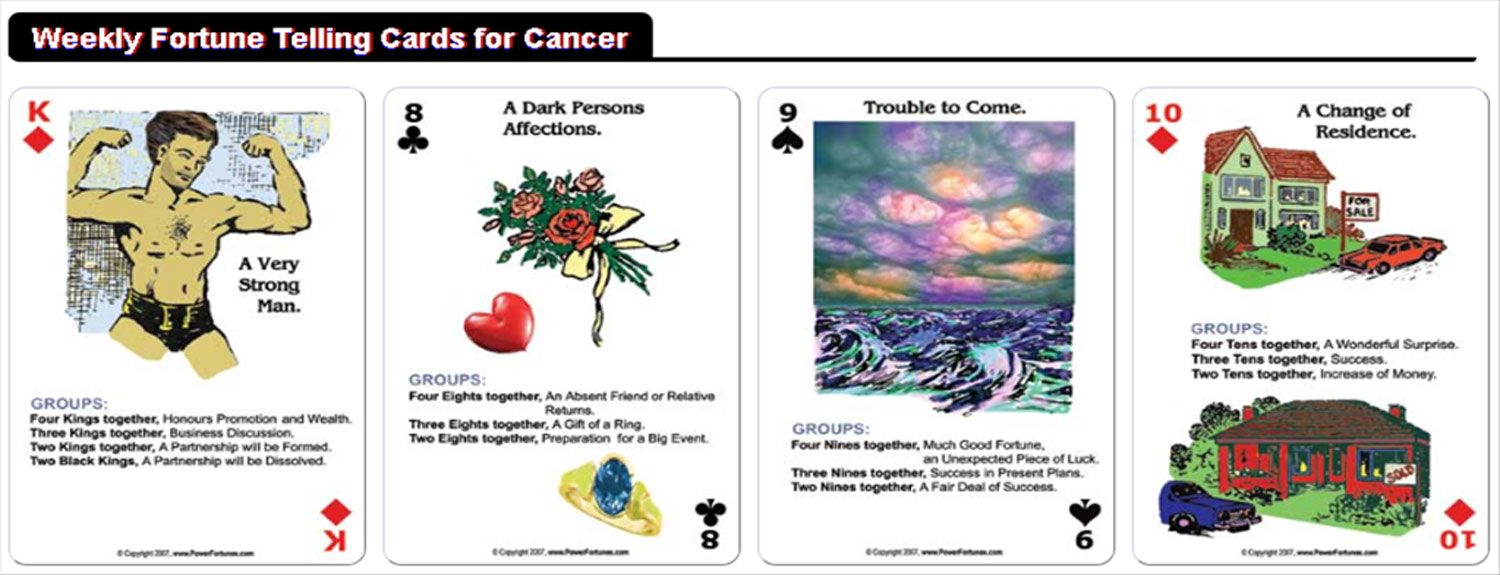 Weekly Fortune Telling Cards for Cancer
K
A Very
Strong
Man.
GROUPS:
Four Kings together, Honours Promotion and Wealth.
Three Kings together, Business Discussion.
Two Kings together, A Partnership will be Formed.
Two Black Kings, A Partnership will be Dissolved.
K
© Copyright 2007, www.PowerFortunes.com
8
A Dark Persons
Affections.
GROUPS:
Four Eights together, An Absent Friend or Relative
Returns.
Three Eights together, A Gift of a Ring.
Two Eights together, Preparation for a Big Event.
8
© Copyright 2007, www.PowerFortunes.com
9
Trouble to Come.
GROUPS:
Four Nines together, Much Good Fortune,
an Unexpected Piece of Luck.
Three Nines together, Success in Present Plans.
Two Nines together, A Fair Deal of Success.
9
© Copyright 2007, www.PowerFortunes.com
10
A Change of
Residence.
FOR
SALE
GROUPS:
Four Tens together, A Wonderful Surprise.
Three Tens together, Success.
Two Tens together, Increase of Money.
SOLD
10
© Copyright 2007, www.PowerFortunes.com